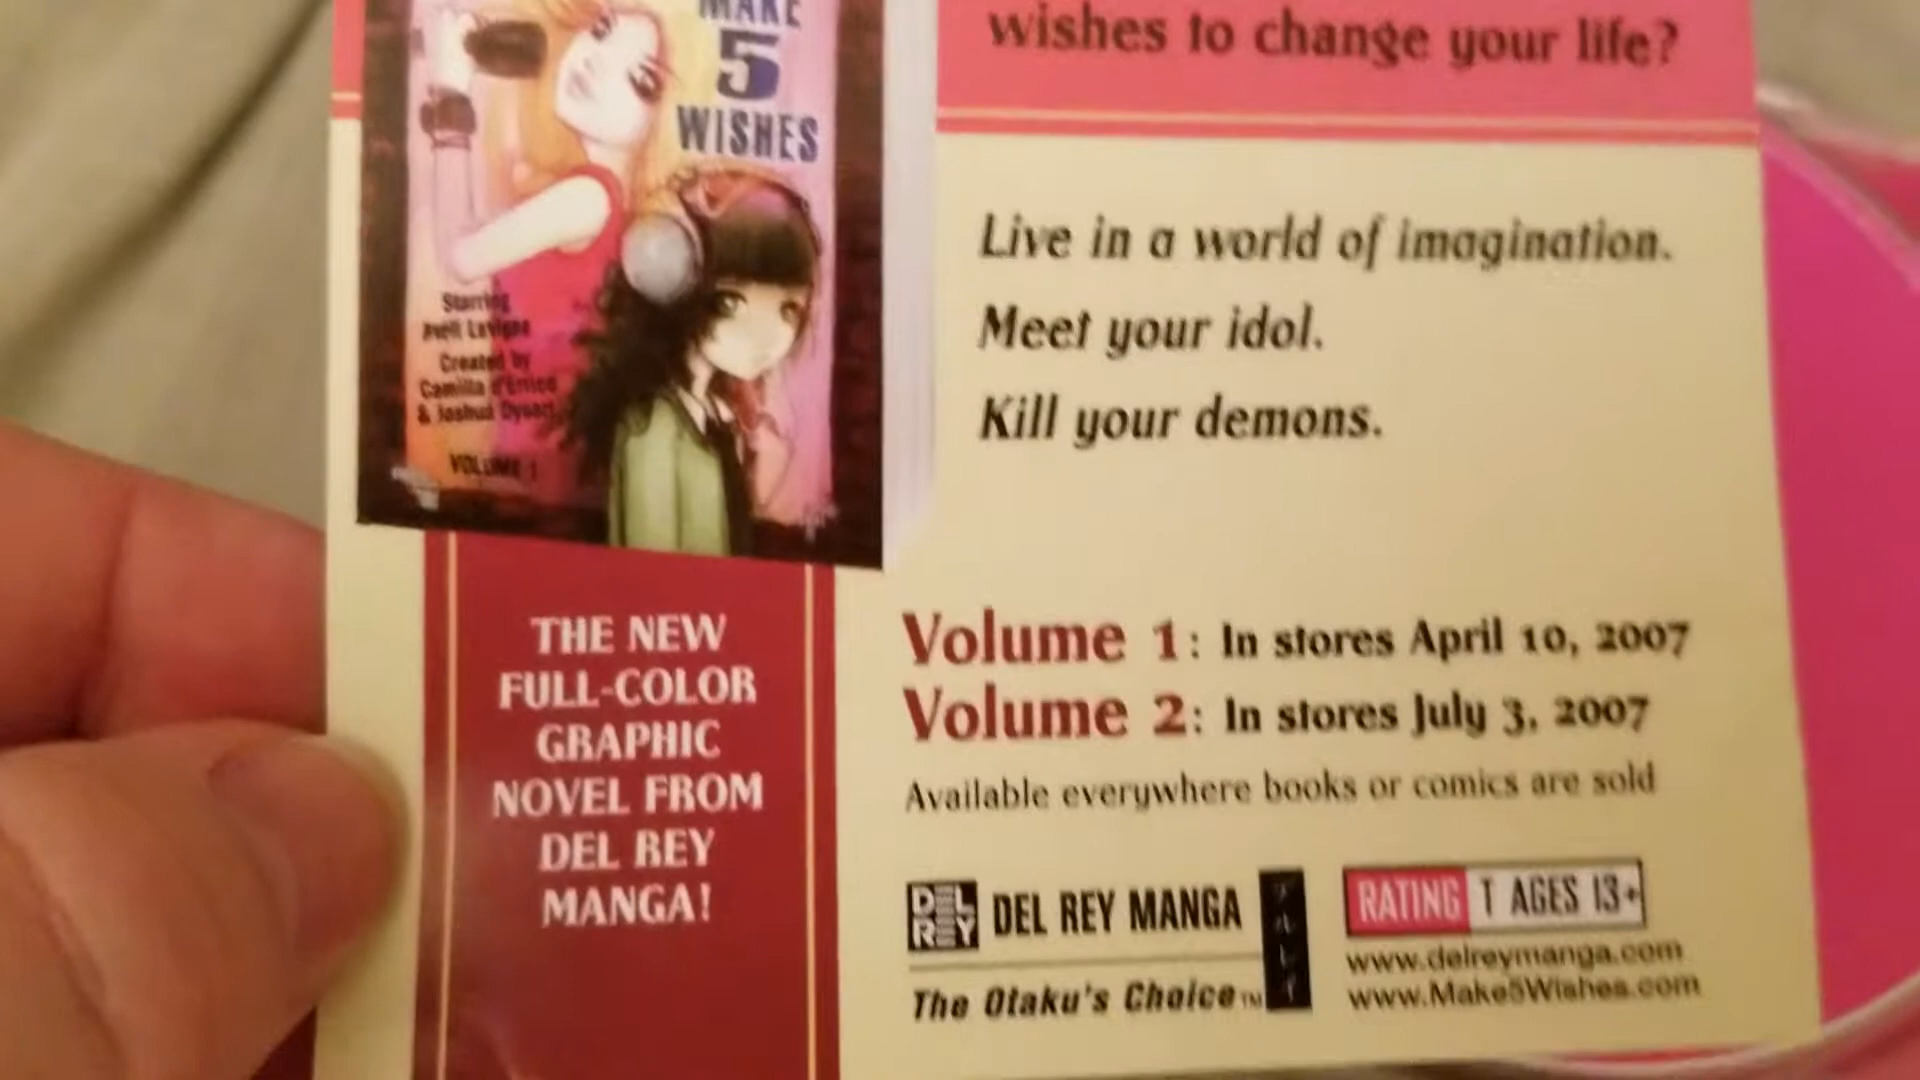 MAKE
5
WISHES
Starring
Avril Lavigne
Created by
Camilla d'Errico
& Joshua Dysart
VOLUME 1
THE NEW
FULL-COLOR
GRAPHIC
NOVEL FROM
DEL REY
MANGA!
wishes to change your life?
Live in a world of imagination.
Meet your idol.
Kill your demons.
Volume 1: In stores April 10, 2007
Volume 2: In stores July 3, 2007
Available everywhere books or comics are sold
DEL REY
DEL REY MANGA
The Otaku's Choice™
RATING T AGES 13+
www.delreymanga.com
www.Make5Wishes.com